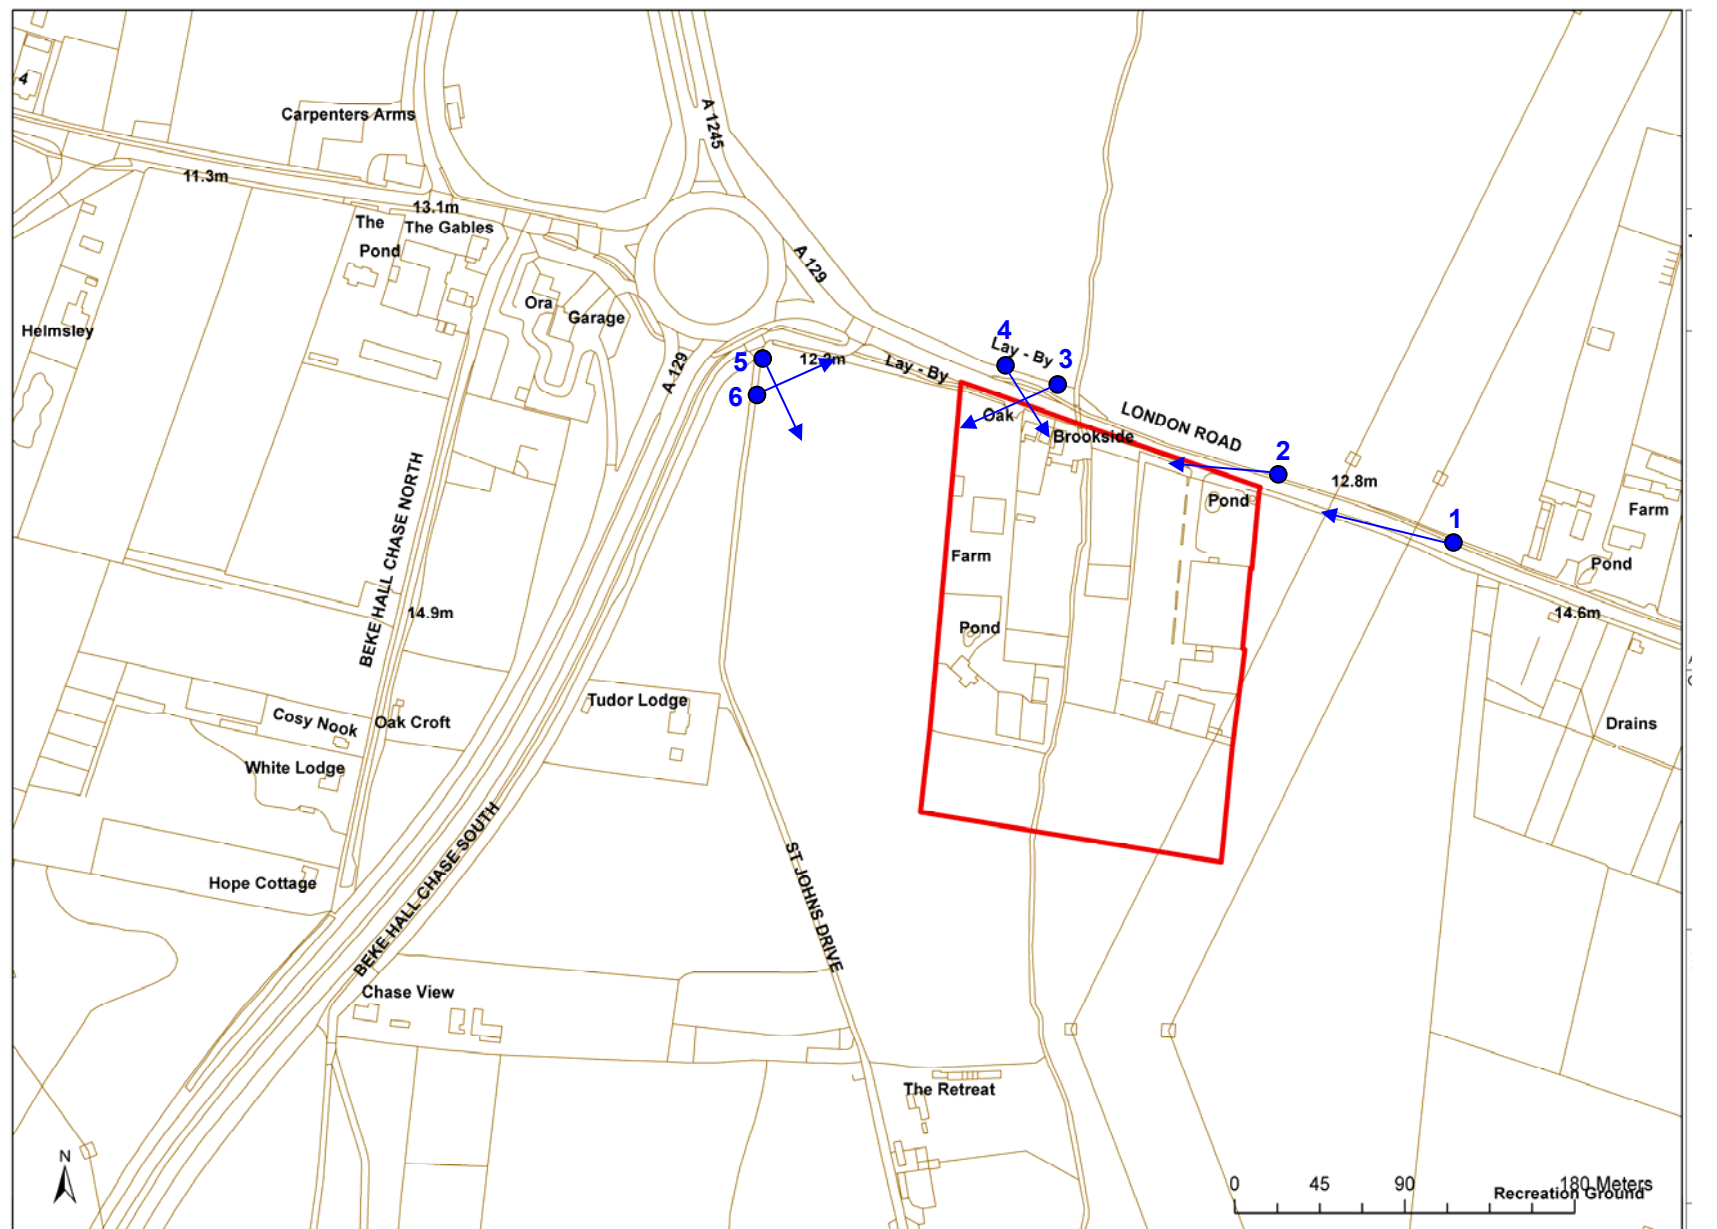 4
Carpenters Arms
A 1245
11.3m
13.1m
The
Pond
The Gables
A 129
Ora
Garage
Helmsley
4
Lay - By
3
5
12.2m
Lay - By
A 129
6
Oak
LONDON ROAD
Brookside
2
12.8m
Pond
1
Farm
BEKE HALL CHASE NORTH
Farm
Pond
14.9m
14.6m
Pond
Tudor Lodge
Cosy Nook
Oak Croft
Drains
White Lodge
BEKE HALL CHASE SOUTH
ST JOHNS DRIVE
Hope Cottage
Chase View
The Retreat
N
0 45 90 180 Meters
Recreation Ground